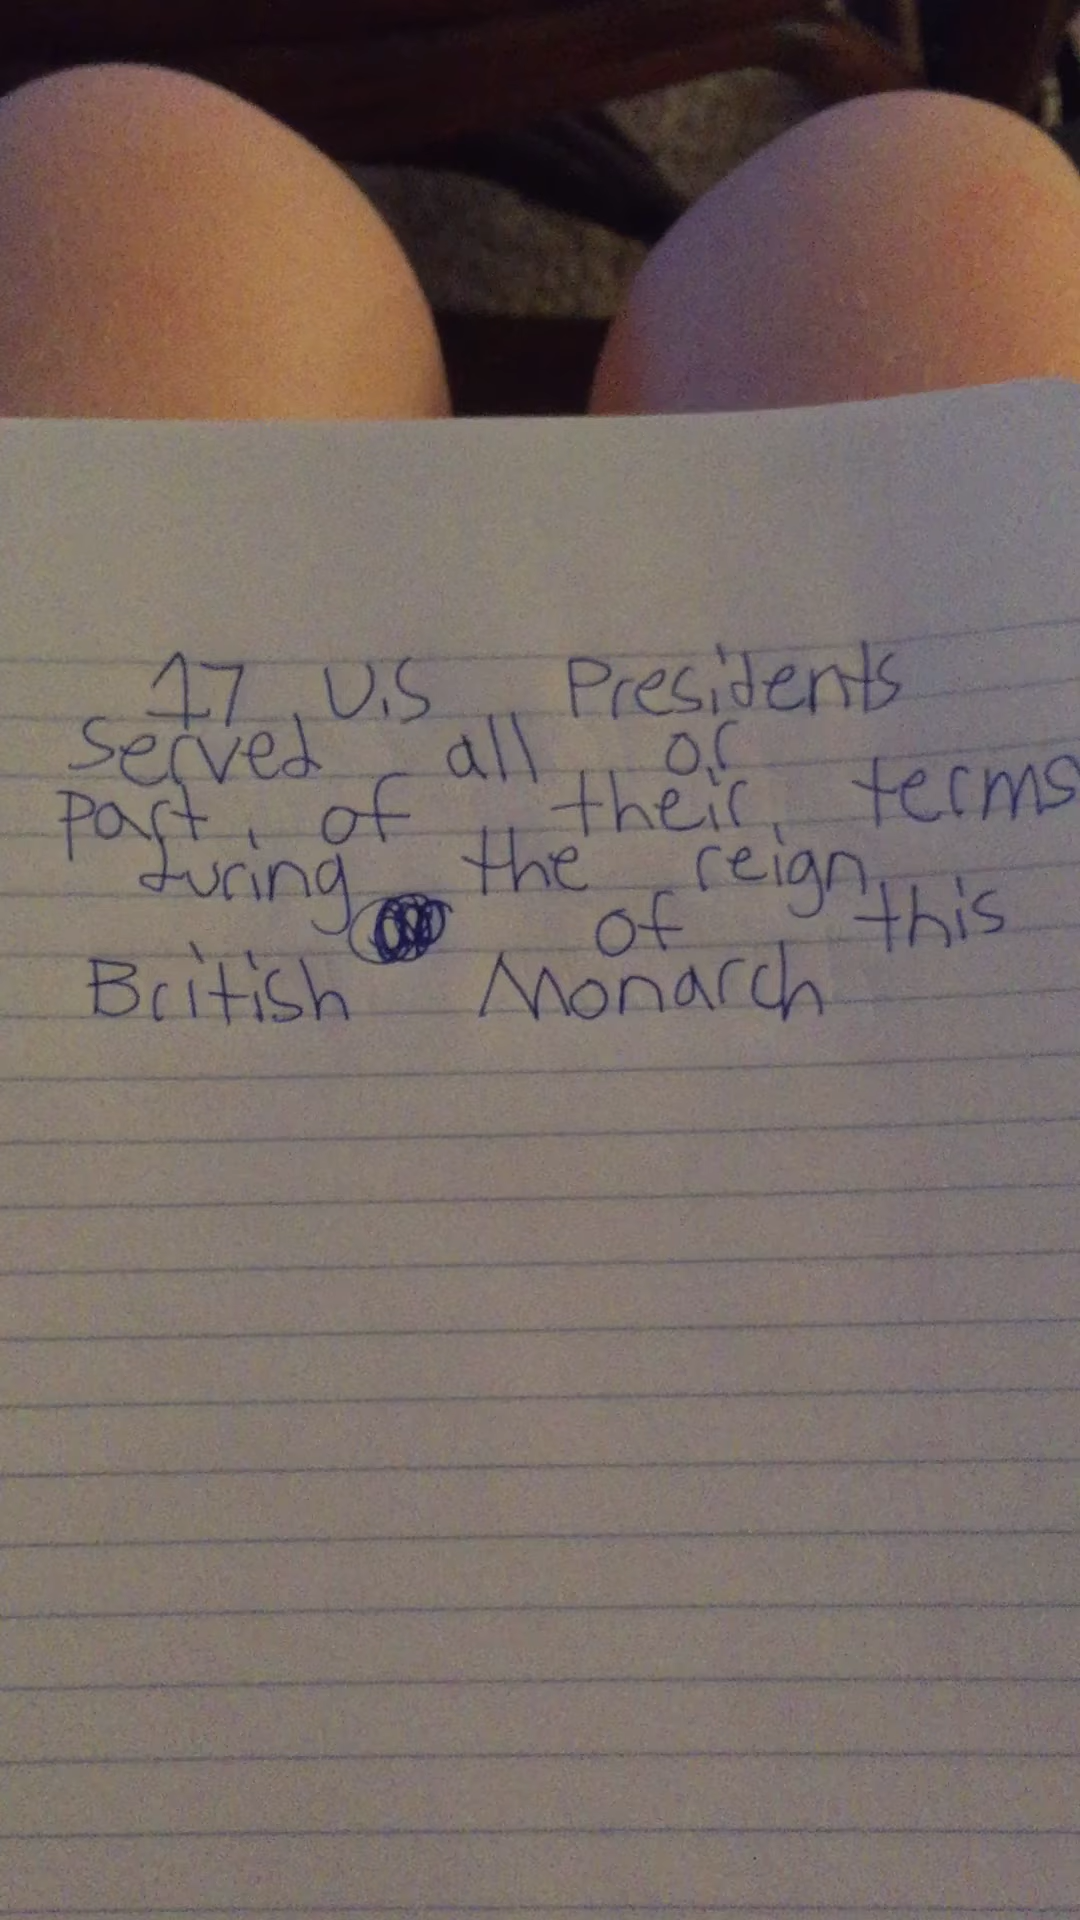 17 U.S Presidents
served all or
part of their terms
during the reign
of this
British Monarch